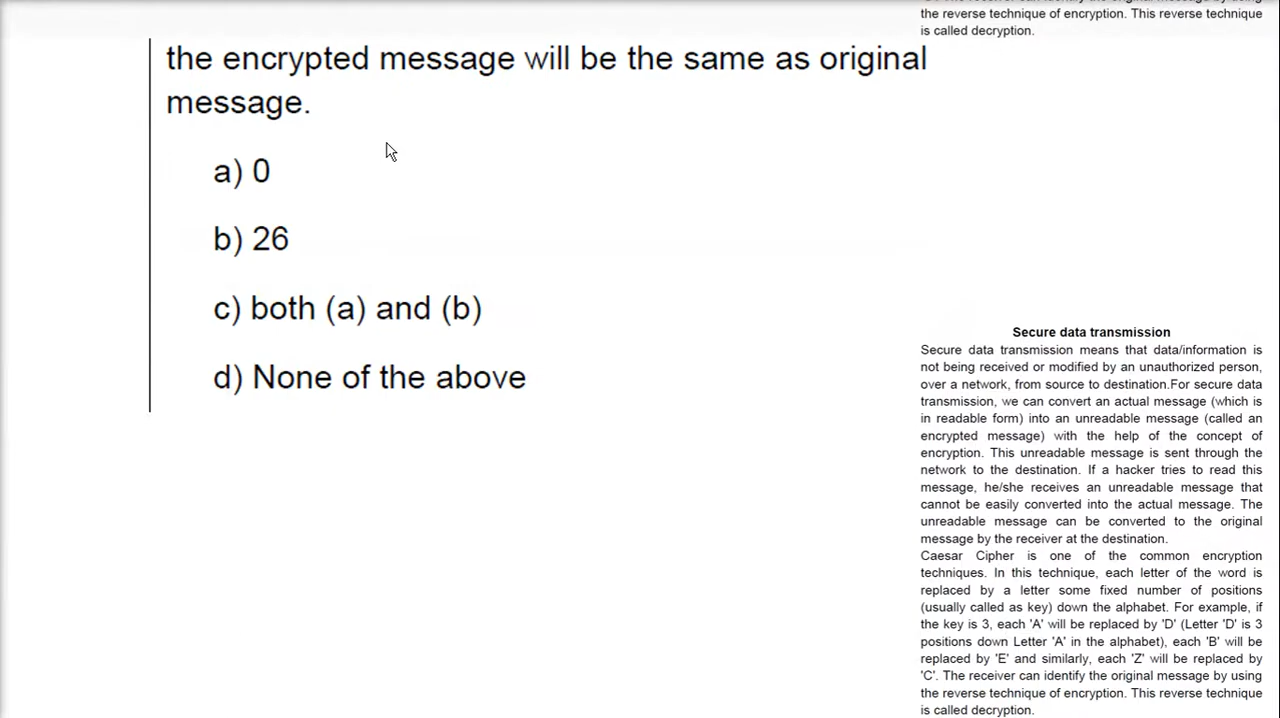 the encrypted message will be the same as original
message.
a) 0
b) 26
c) both (a) and (b)
d) None of the above
the reverse technique of encryption. This reverse technique
is called decryption.
Secure data transmission
Secure data transmission means that data/information is
not being received or modified by an unauthorized person,
over a network, from source to destination.For secure data
transmission, we can convert an actual message (which is
in readable form) into an unreadable message (called an
encrypted message) with the help of the concept of
encryption. This unreadable message is sent through the
network to the destination. If a hacker tries to read this
message, he/she receives an unreadable message that
cannot be easily converted into the actual message. The
unreadable message can be converted to the original
message by the receiver at the destination.
Caesar Cipher is one of the common encryption
techniques. In this technique, each letter of the word is
replaced by a letter some fixed number of positions
(usually called as key) down the alphabet. For example, if
the key is 3, each 'A' will be replaced by 'D' (Letter 'D' is 3
positions down Letter 'A' in the alphabet), each 'B' will be
replaced by 'E' and similarly, each 'Z' will be replaced by
'C'. The receiver can identify the original message by using
the reverse technique of encryption. This reverse technique
is called decryption.